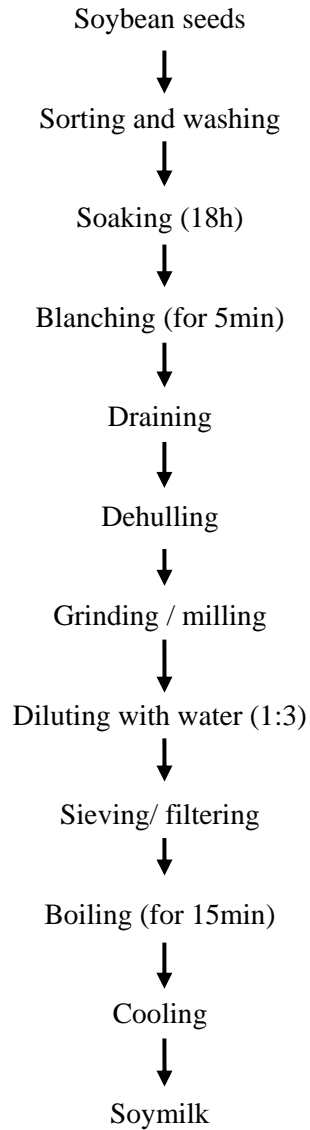 Soybean seeds
Sorting and washing
Soaking (18h)
Blanching (for 5min)
Draining
Dehulling
Grinding / milling
Diluting with water (1:3)
Sieving/ filtering
Boiling (for 15min)
Cooling
Soymilk